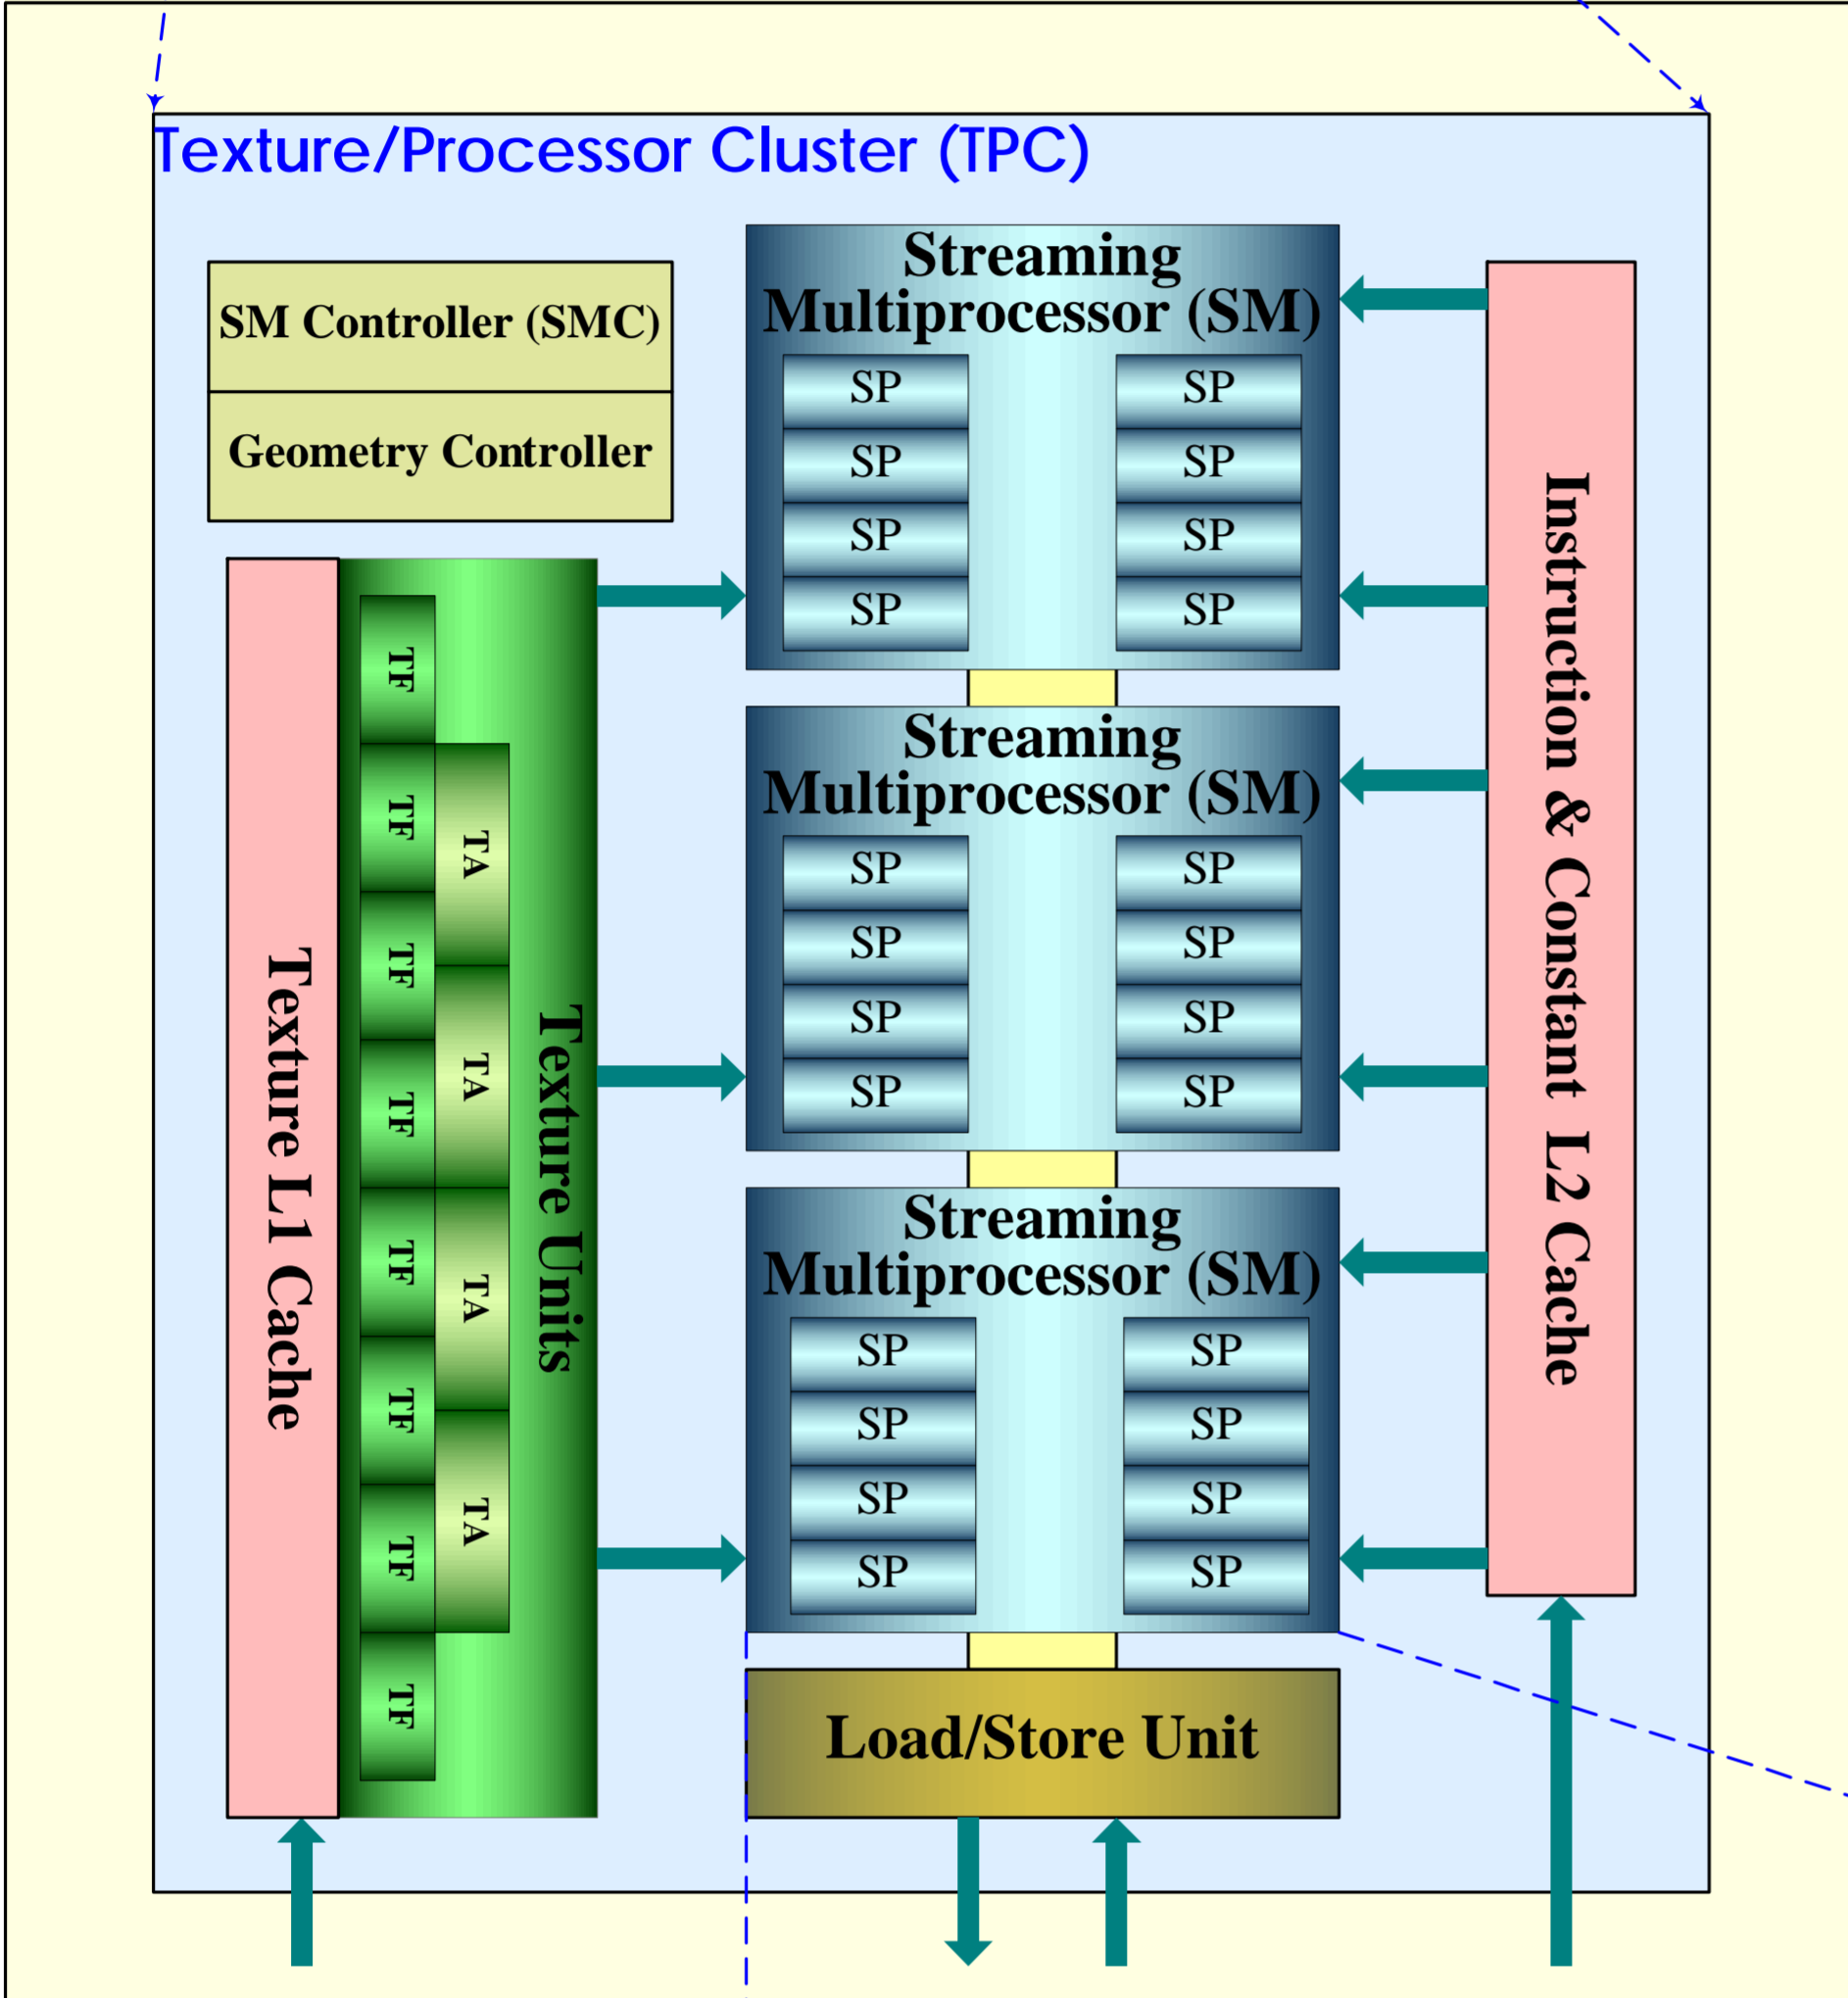 Texture/Processor Cluster (TPC)
SM Controller (SMC)
Geometry Controller
Texture L1 Cache
TF
TF
TF
TF
TF
TF
TF
TF
TA
TA
TA
TA
Texture Units
Streaming
Multiprocessor (SM)
SP SP
SP SP
SP SP
SP SP
Streaming
Multiprocessor (SM)
SP SP
SP SP
SP SP
SP SP
Streaming
Multiprocessor (SM)
SP SP
SP SP
SP SP
SP SP
Load/Store Unit
Instruction & Constant L2 Cache